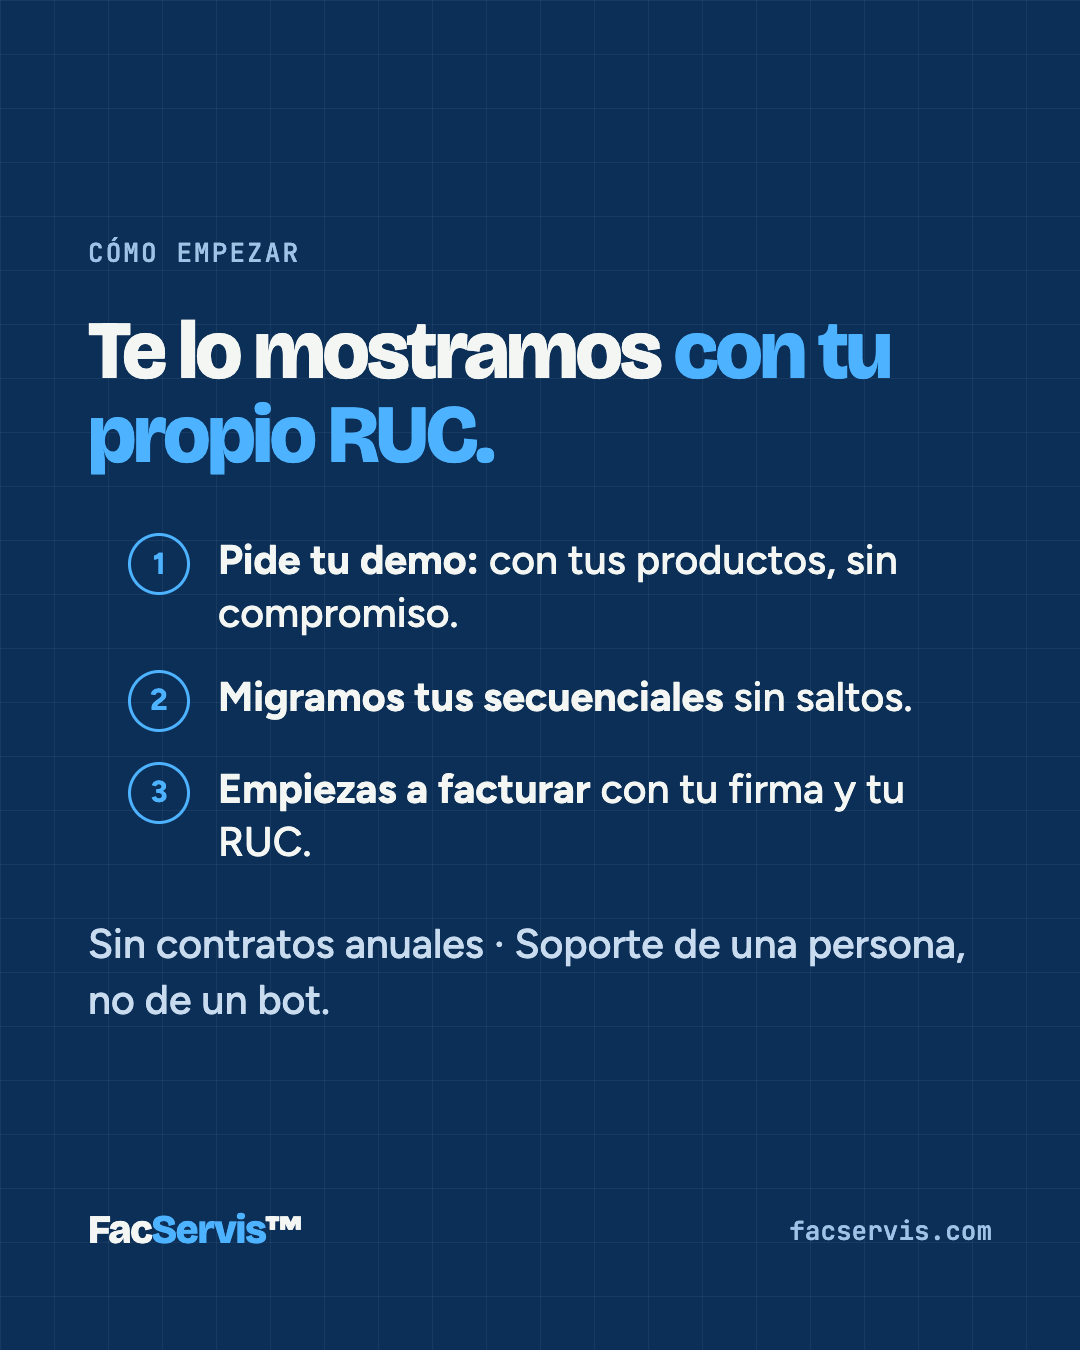 CÓMO EMPEZAR
Te lo mostramos con tu
propio RUC.
1 Pide tu demo: con tus productos, sin
compromiso.
2 Migramos tus secuenciales sin saltos.
3 Empiezas a facturar con tu firma y tu
RUC.
Sin contratos anuales · Soporte de una persona,
no de un bot.
FacServis™ facservis.com